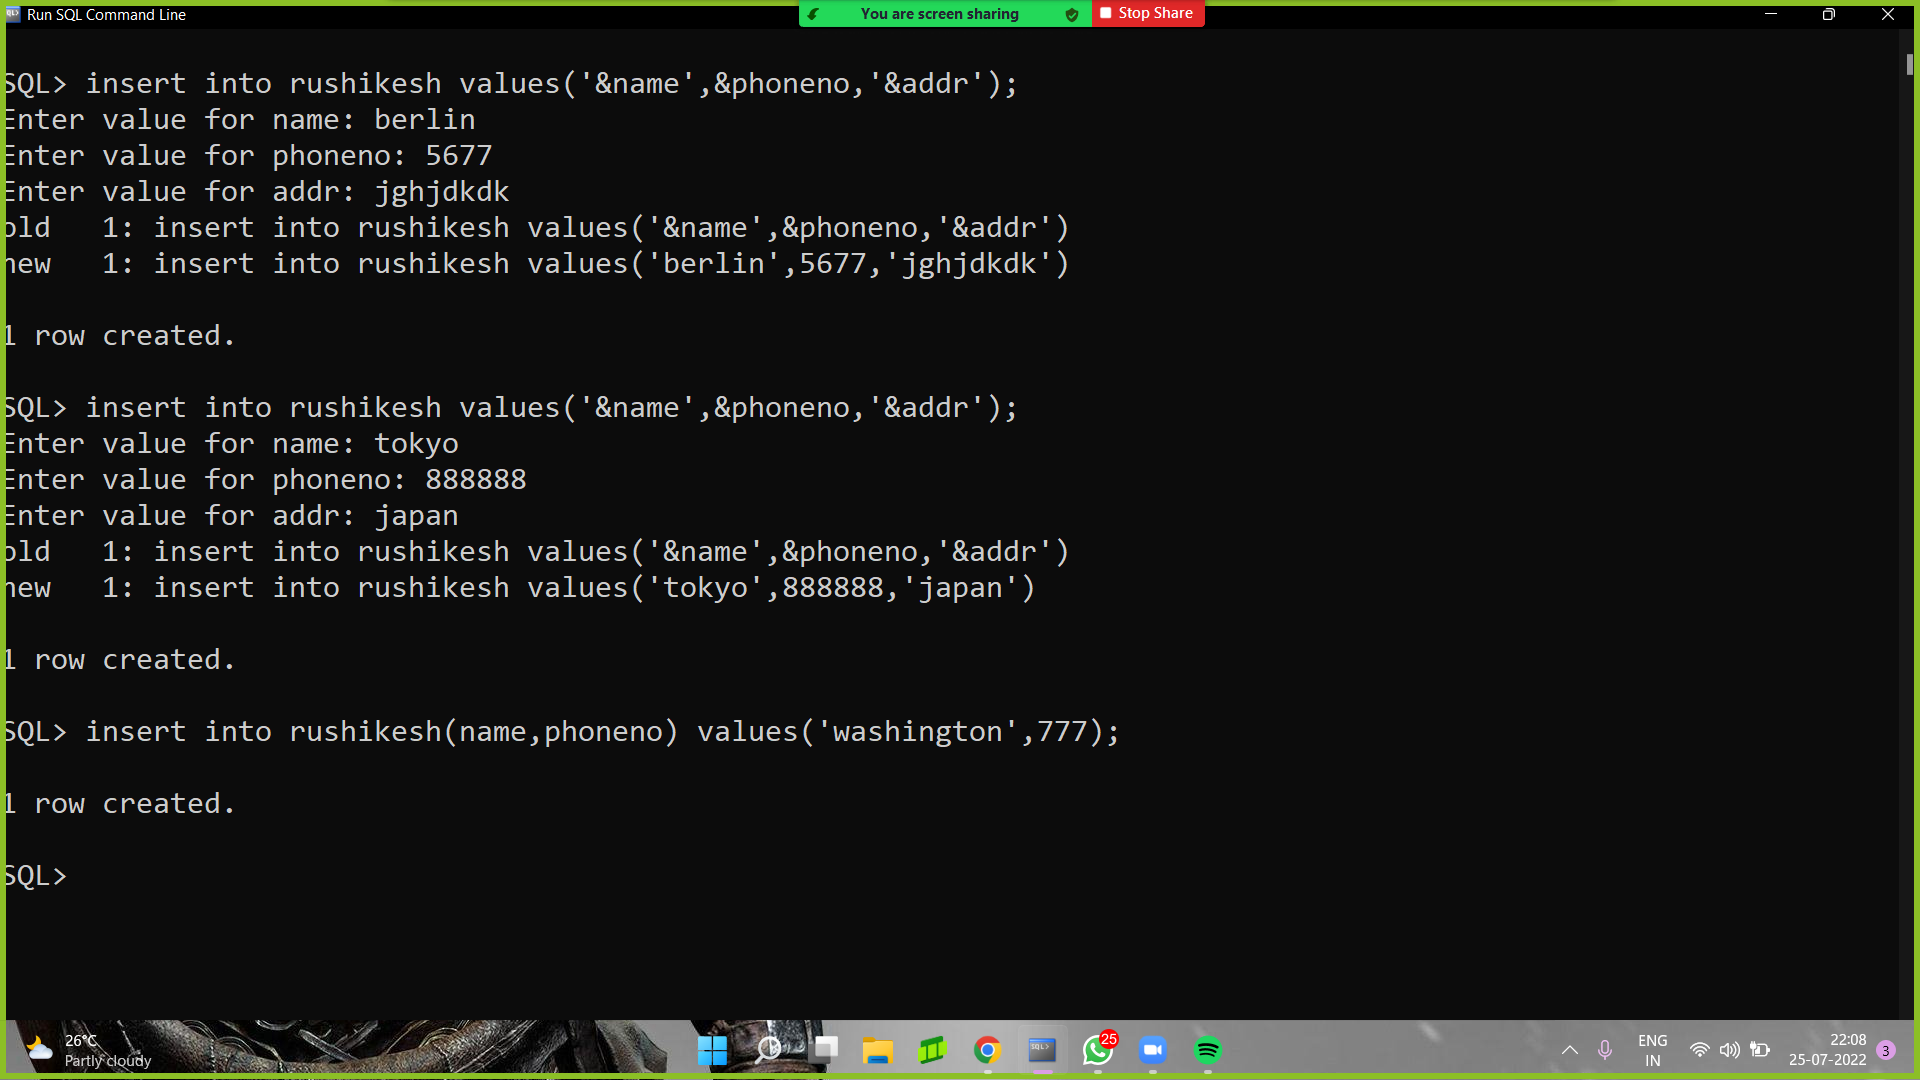 Run SQL Command Line
You are screen sharing
Stop Share
SQL> insert into rushikesh values('&name',&phoneno,'&addr');
Enter value for name: berlin
Enter value for phoneno: 5677
Enter value for addr: jghjdkdk
old   1: insert into rushikesh values('&name',&phoneno,'&addr')
new   1: insert into rushikesh values('berlin',5677,'jghjdkdk')
1 row created.
SQL> insert into rushikesh values('&name',&phoneno,'&addr');
Enter value for name: tokyo
Enter value for phoneno: 888888
Enter value for addr: japan
old   1: insert into rushikesh values('&name',&phoneno,'&addr')
new   1: insert into rushikesh values('tokyo',888888,'japan')
1 row created.
SQL> insert into rushikesh(name,phoneno) values('washington',777);
1 row created.
SQL>
26°C
Partly cloudy
SQL>
25
ENG
IN
22:08
25-07-2022
3